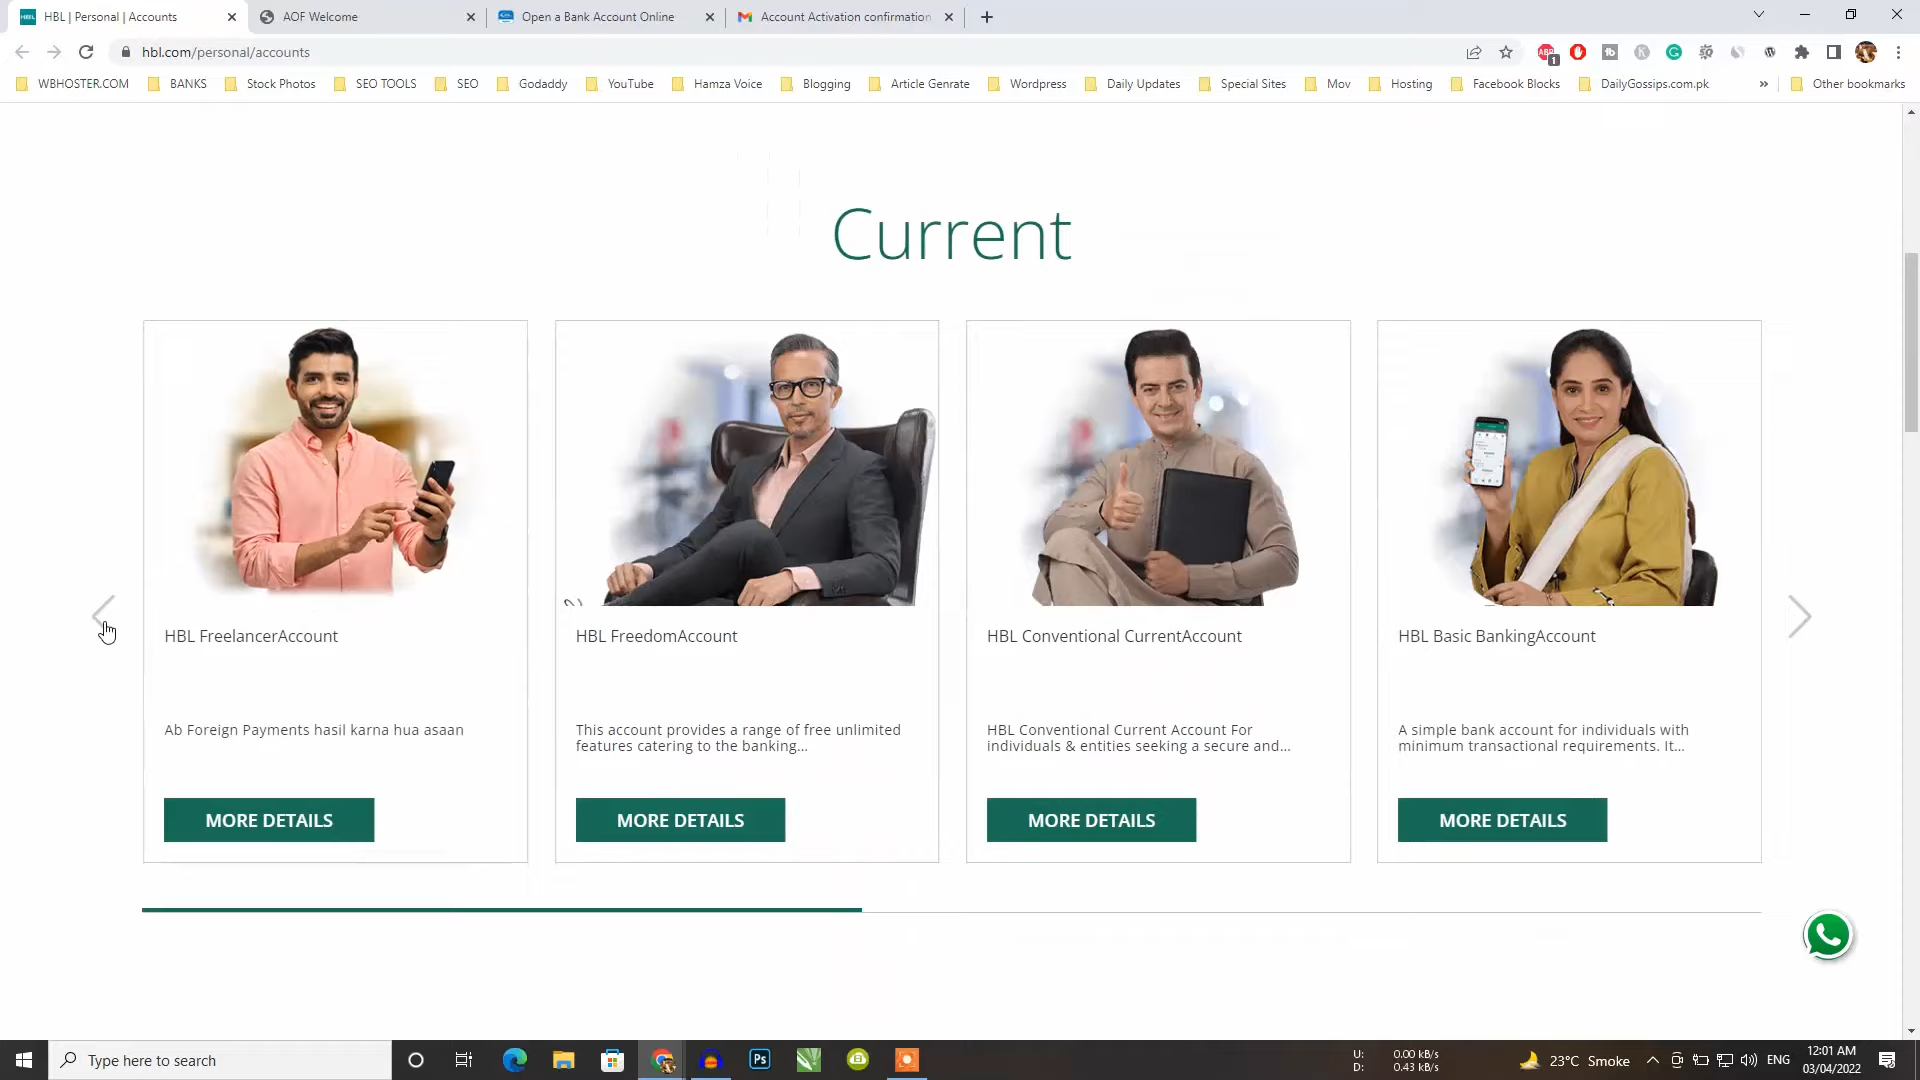 HBL | Personal | Accounts
AOF Welcome
Open a Bank Account Online
Account Activation confirmation
hbl.com/personal/accounts
WBHOSTER.COM
BANKS
Stock Photos
SEO TOOLS
SEO
Godaddy
YouTube
Hamza Voice
Blogging
Article Genrate
Wordpress
Daily Updates
Special Sites
Mov
Hosting
Facebook Blocks
DailyGossips.com.pk
»
Other bookmarks
Current
HBL FreelancerAccount
Ab Foreign Payments hasil karna hua asaan
MORE DETAILS
HBL FreedomAccount
This account provides a range of free unlimited
features catering to the banking...
MORE DETAILS
HBL Conventional CurrentAccount
HBL Conventional Current Account For
individuals & entities seeking a secure and...
MORE DETAILS
HBL Basic BankingAccount
A simple bank account for individuals with
minimum transactional requirements. It...
MORE DETAILS
Type here to search
Ps
U: 0.00 kB/s
D: 0.43 kB/s
23°C Smoke
ENG
12:01 AM
03/04/2022